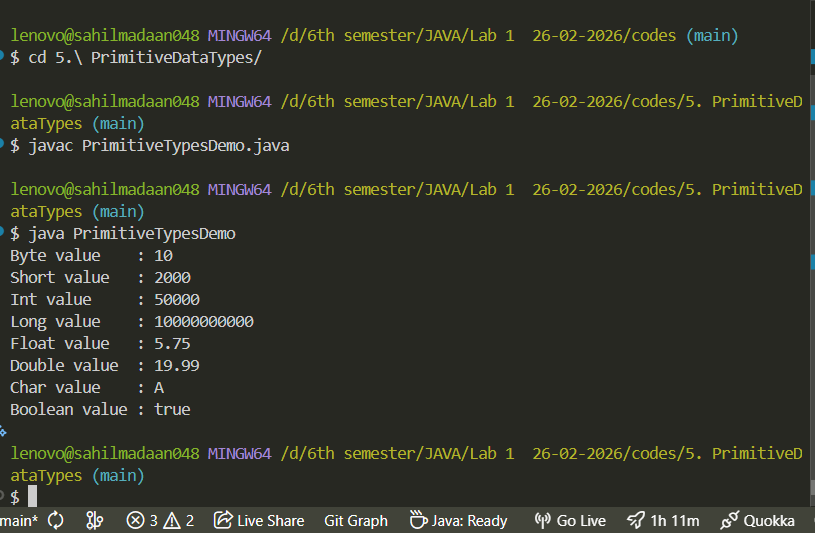 lenovo@sahilmadaan048 MINGW64 /d/6th semester/JAVA/Lab 1  26-02-2026/codes (main)
$ cd 5.\ PrimitiveDataTypes/
lenovo@sahilmadaan048 MINGW64 /d/6th semester/JAVA/Lab 1  26-02-2026/codes/5. PrimitiveD
ataTypes (main)
$ javac PrimitiveTypesDemo.java
lenovo@sahilmadaan048 MINGW64 /d/6th semester/JAVA/Lab 1  26-02-2026/codes/5. PrimitiveD
ataTypes (main)
$ java PrimitiveTypesDemo
Byte value    : 10
Short value   : 2000
Int value     : 50000
Long value    : 10000000000
Float value   : 5.75
Double value  : 19.99
Char value    : A
Boolean value : true
lenovo@sahilmadaan048 MINGW64 /d/6th semester/JAVA/Lab 1  26-02-2026/codes/5. PrimitiveD
ataTypes (main)
$
main* 3 2 Live Share Git Graph Java: Ready Go Live 1h 11m Quokka